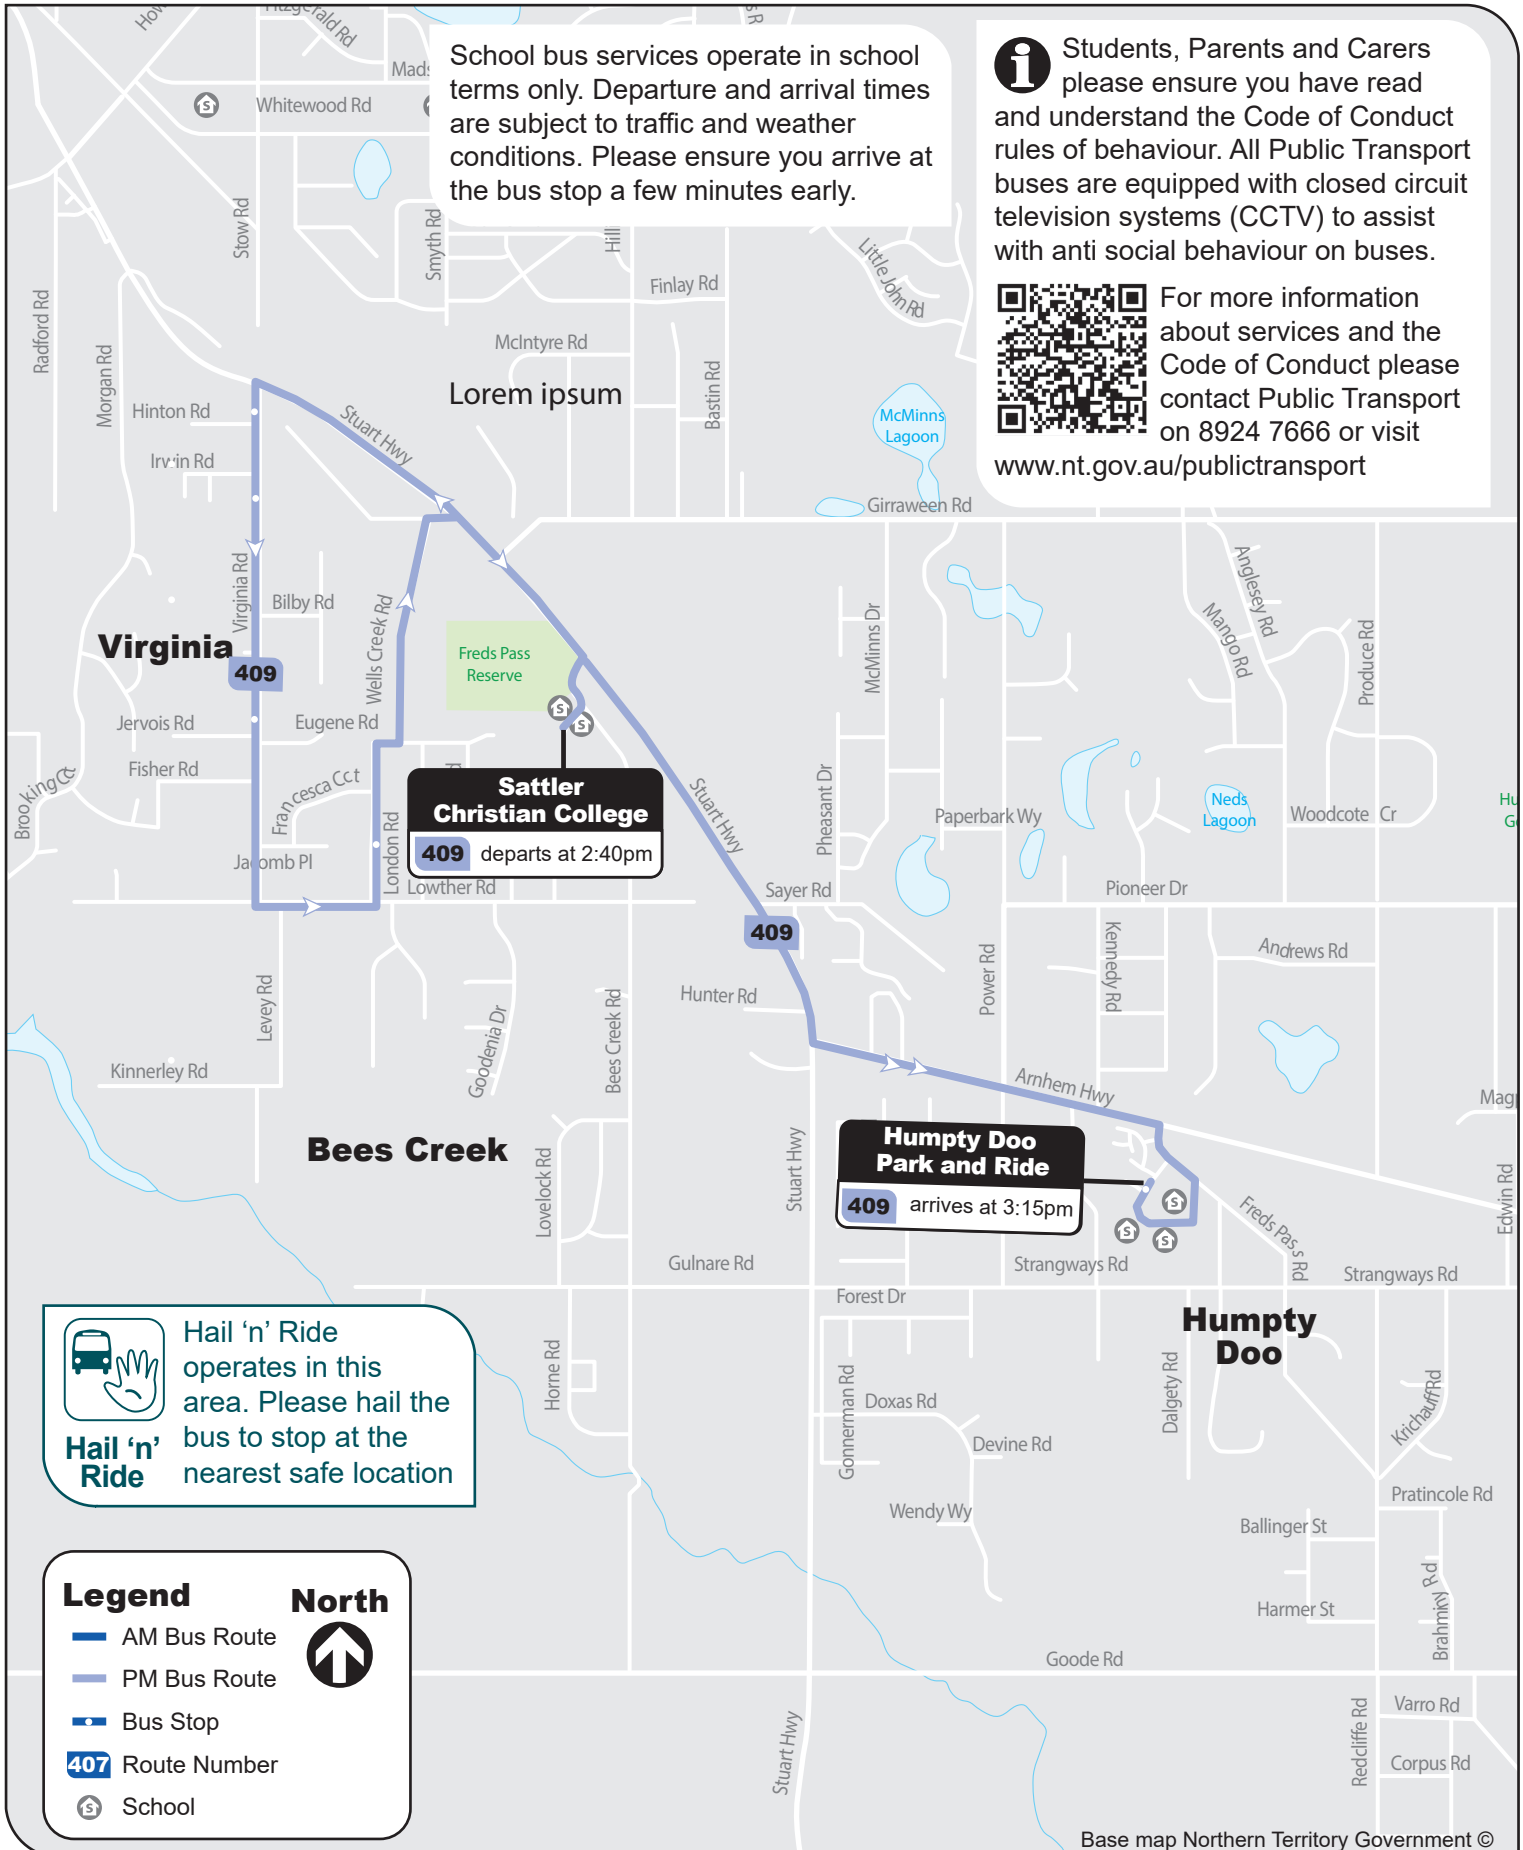 School bus services operate in school
terms only. Departure and arrival times
are subject to traffic and weather
conditions. Please ensure you arrive at
the bus stop a few minutes early.
Students, Parents and Carers
please ensure you have read
and understand the Code of Conduct
rules of behaviour. All Public Transport
buses are equipped with closed circuit
television systems (CCTV) to assist
with anti social behaviour on buses.
For more information
about services and the
Code of Conduct please
contact Public Transport
on 8924 7666 or visit
www.nt.gov.au/publictransport
Fitzgerald Rd
Whitewood Rd
Stow Rd
Smyth Rd
Hill
Finlay Rd
Little John Rd
Radford Rd
Morgan Rd
McIntyre Rd
Lorem ipsum
Bastin Rd
Hinton Rd
Stuart Hwy
Irwin Rd
McMinns
Lagoon
Girraween Rd
Virginia Rd
Bilby Rd
Wells Creek Rd
Virginia
409
Freds Pass
Reserve
McMinns Dr
Anglesey Rd
Mango Rd
Produce Rd
Jervois Rd
Eugene Rd
Fisher Rd
Brooking Cct
Francesca Cct
Jacomb Pl
London Rd
Lowther Rd
Sattler
Christian College
409 departs at 2:40pm
Stuart Hwy
Pheasant Dr
Paperbark Wy
Neds
Lagoon
Woodcote Cr
Sayer Rd
Pioneer Dr
409
Levey Rd
Goodenia Dr
Bees Creek Rd
Hunter Rd
Power Rd
Kennedy Rd
Andrews Rd
Kinnerley Rd
Arnhem Hwy
Bees Creek
Lovelock Rd
Stuart Hwy
Humpty Doo
Park and Ride
409 arrives at 3:15pm
Freds Pass Rd
Edwin Rd
Gulnare Rd
Strangways Rd
Strangways Rd
Forest Dr
Humpty
Doo
Hail ‘n’
Ride
Hail ‘n’ Ride
operates in this
area. Please hail the
bus to stop at the
nearest safe location
Horne Rd
Gonnerman Rd
Doxas Rd
Devine Rd
Dalgety Rd
Krichauff Rd
Wendy Wy
Pratincole Rd
Ballinger St
Harmer St
Brahminy Rd
Goode Rd
Stuart Hwy
Redcliffe Rd
Varro Rd
Corpus Rd
Legend
North
AM Bus Route
PM Bus Route
Bus Stop
407 Route Number
S School
Base map Northern Territory Government ©